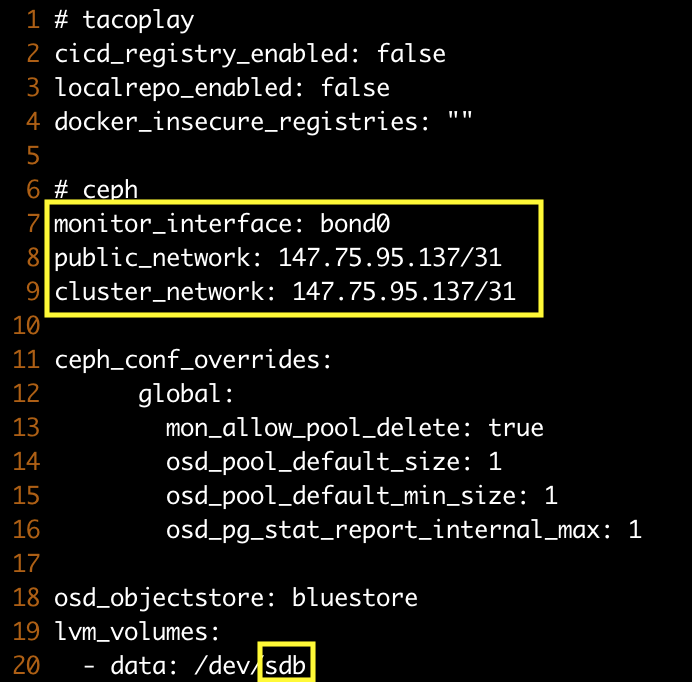 1 # tacoplay
2 cicd_registry_enabled: false
3 localrepo_enabled: false
4 docker_insecure_registries: ""
5
6 # ceph
7 monitor_interface: bond0
8 public_network: 147.75.95.137/31
9 cluster_network: 147.75.95.137/31
10
11 ceph_conf_overrides:
12       global:
13         mon_allow_pool_delete: true
14         osd_pool_default_size: 1
15         osd_pool_default_min_size: 1
16         osd_pg_stat_report_internal_max: 1
17
18 osd_objectstore: bluestore
19 lvm_volumes:
20   - data: /dev/sdb